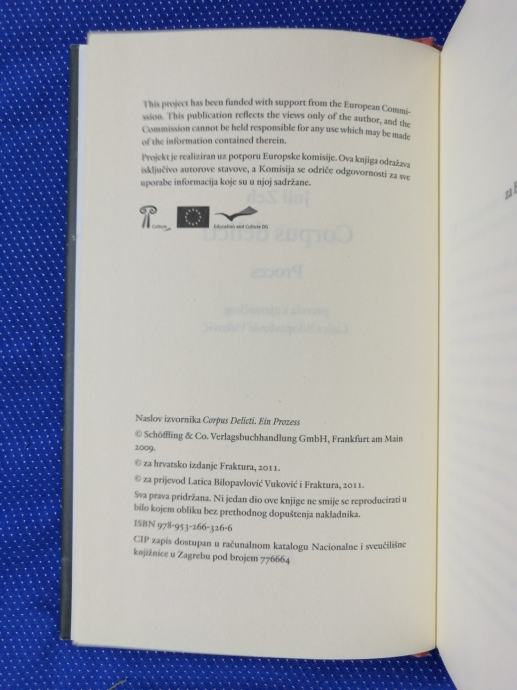 This project has been funded with support from the European Commi-
ssion. This publication reflects the views only of the author, and the
Commission cannot be held responsible for any use which may be made
of the information contained therein.
Projekt je realiziran uz potporu Europske komisije. Ova knjiga odražava
isključivo autorove stavove, a Komisija se odriče odgovornosti za sve
uporabe informacija koje su u njoj sadržane.
Culture
Education and Culture DG
Naslov izvornika Corpus Delicti. Ein Prozess
© Schöffling & Co. Verlagsbuchhandlung GmbH, Frankfurt am Main
2009.
© za hrvatsko izdanje Fraktura, 2011.
© za prijevod Latica Bilopavlović Vuković i Fraktura, 2011.
Sva prava pridržana. Ni jedan dio ove knjige ne smije se reproducirati u
bilo kojem obliku bez prethodnog dopuštenja nakladnika.
ISBN 978-953-266-326-6
CIP zapis dostupan u računalnom katalogu Nacionalne i sveučilišne
knjižnice u Zagrebu pod brojem 776664
za